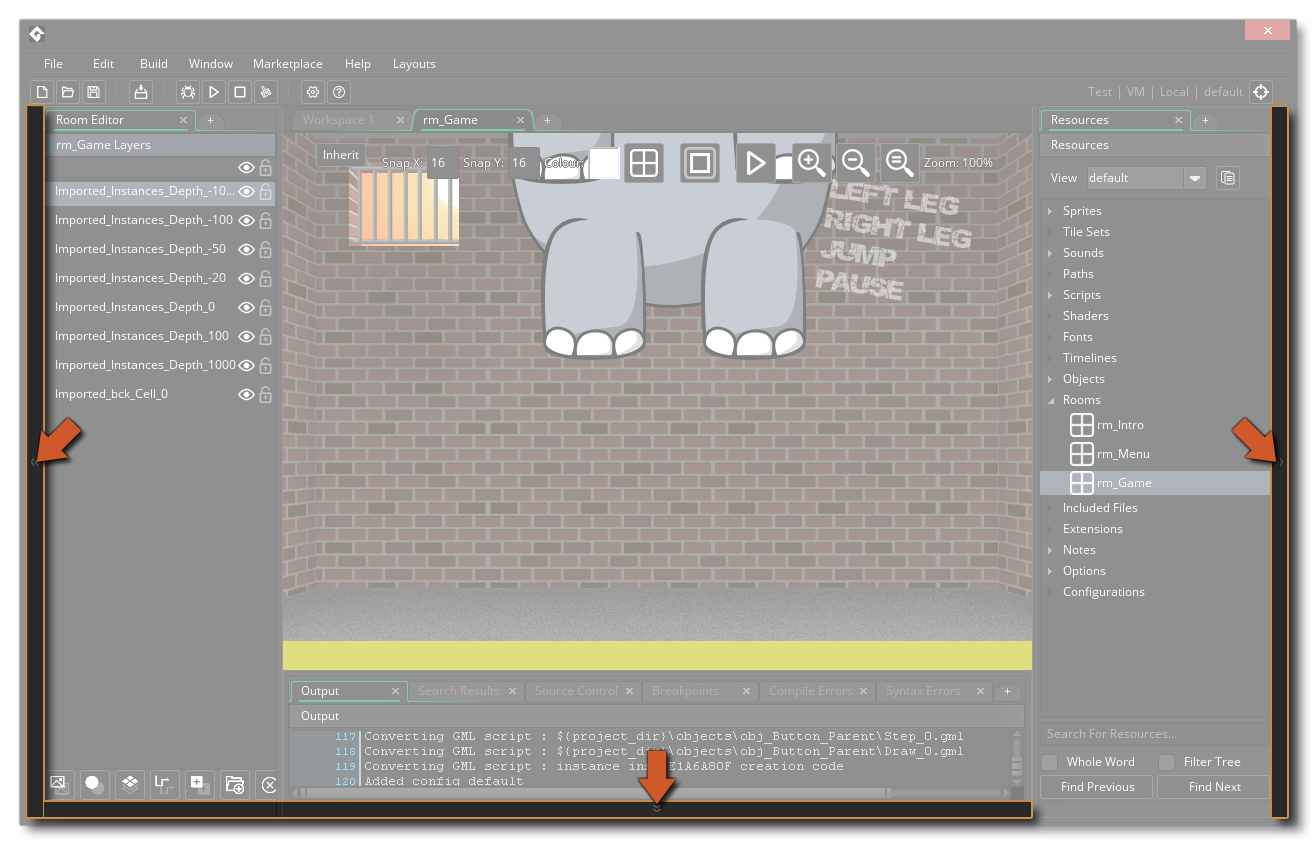 File Edit Build Window Marketplace Help Layouts
Test | VM | Local | default
Room Editor
rm_Game Layers
Imported_Instances_Depth_-10...
Imported_Instances_Depth_-100
Imported_Instances_Depth_-50
Imported_Instances_Depth_-20
Imported_Instances_Depth_0
Imported_Instances_Depth_100
Imported_Instances_Depth_1000
Imported_bck_Cell_0
Workspace 1 rm_Game
Inherit Snap X: 16 Snap Y: 16 Colour: Zoom: 100%
LEFT LEG
RIGHT LEG
JUMP
PAUSE
Output Search Results Source Control Breakpoints Compile Errors Syntax Errors
Output
117 Converting GML script : ${project_dir}\objects\obj_Button_Parent\Step_0.gml
118 Converting GML script : ${project_dir}\objects\obj_Button_Parent\Draw_0.gml
119 Converting GML script : instance E1A6A80F creation code
120 Added config default
Resources
Resources
View default
Sprites
Tile Sets
Sounds
Paths
Scripts
Shaders
Fonts
Timelines
Objects
Rooms
rm_Intro
rm_Menu
rm_Game
Included Files
Extensions
Notes
Options
Configurations
Search For Resources...
Whole Word Filter Tree
Find Previous Find Next